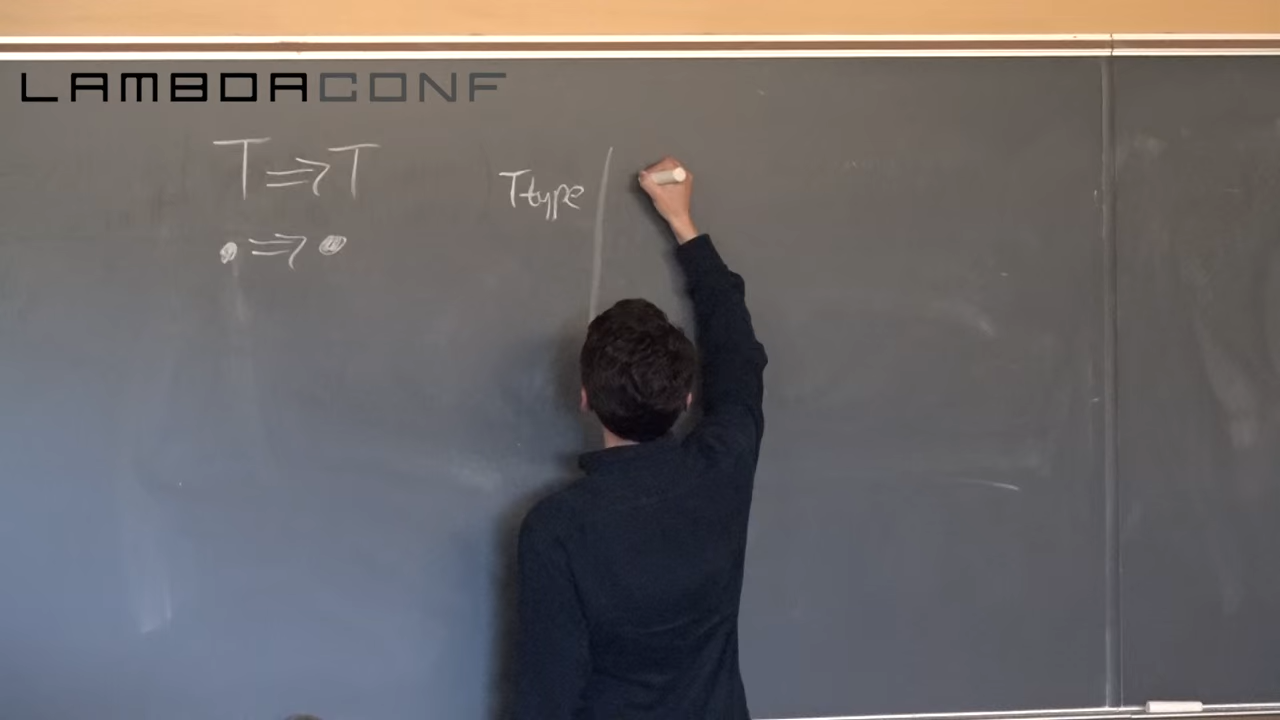 LAMBDACONF
T ⇒ T
• ⇒ •
T type